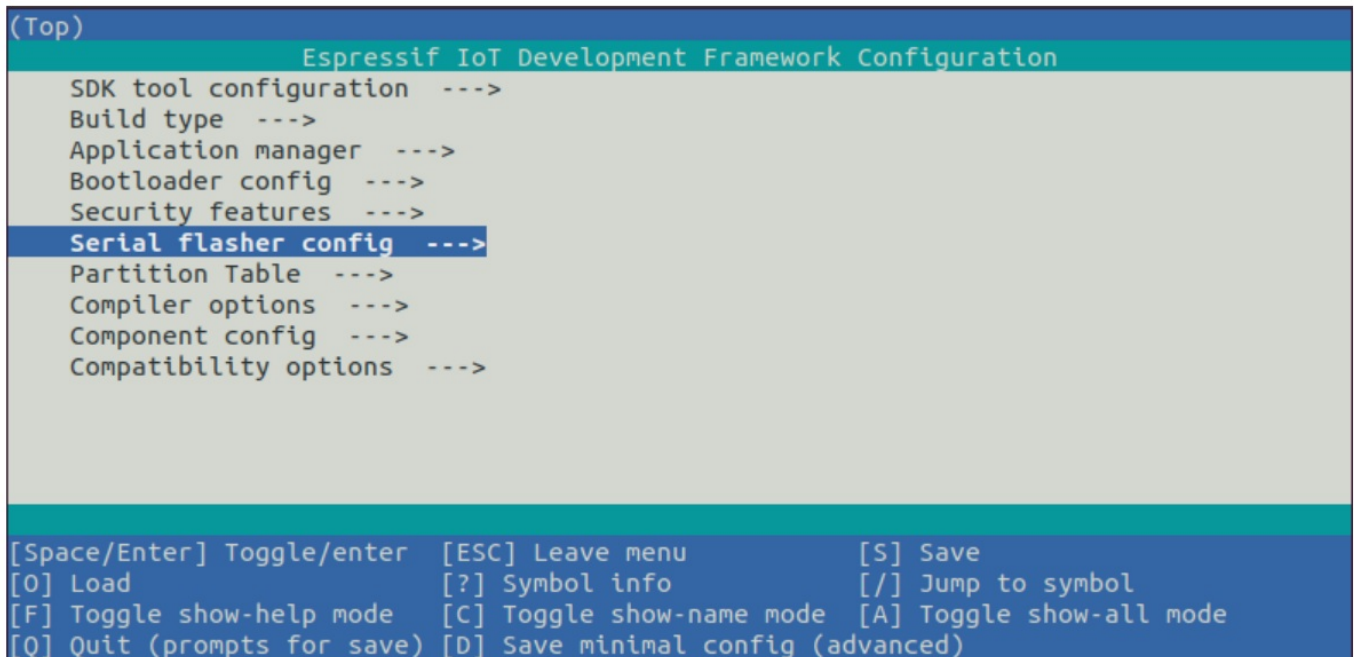 (Top)
Espressif IoT Development Framework Configuration
SDK tool configuration --->
Build type --->
Application manager --->
Bootloader config --->
Security features --->
Serial flasher config --->
Partition Table --->
Compiler options --->
Component config --->
Compatibility options --->
[Space/Enter] Toggle/enter [ESC] Leave menu [S] Save
[O] Load [?] Symbol info [/] Jump to symbol
[F] Toggle show-help mode [C] Toggle show-name mode [A] Toggle show-all mode
[Q] Quit (prompts for save) [D] Save minimal config (advanced)